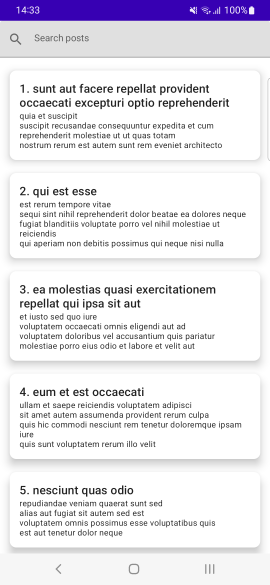 14:33
100%
Search posts
1. sunt aut facere repellat provident
occaecati excepturi optio reprehenderit
quia et suscipit
suscipit recusandae consequuntur expedita et cum
reprehenderit molestiae ut ut quas totam
nostrum rerum est autem sunt rem eveniet architecto
2. qui est esse
est rerum tempore vitae
sequi sint nihil reprehenderit dolor beatae ea dolores neque
fugiat blanditiis voluptate porro vel nihil molestiae ut
reiciendis
qui aperiam non debitis possimus qui neque nisi nulla
3. ea molestias quasi exercitationem
repellat qui ipsa sit aut
et iusto sed quo iure
voluptatem occaecati omnis eligendi aut ad
voluptatem doloribus vel accusantium quis pariatur
molestiae porro eius odio et labore et velit aut
4. eum et est occaecati
ullam et saepe reiciendis voluptatem adipisci
sit amet autem assumenda provident rerum culpa
quis hic commodi nesciunt rem tenetur doloremque ipsam
iure
quis sunt voluptatem rerum illo velit
5. nesciunt quas odio
repudiandae veniam quaerat sunt sed
alias aut fugiat sit autem sed est
voluptatem omnis possimus esse voluptatibus quis
est aut tenetur dolor neque